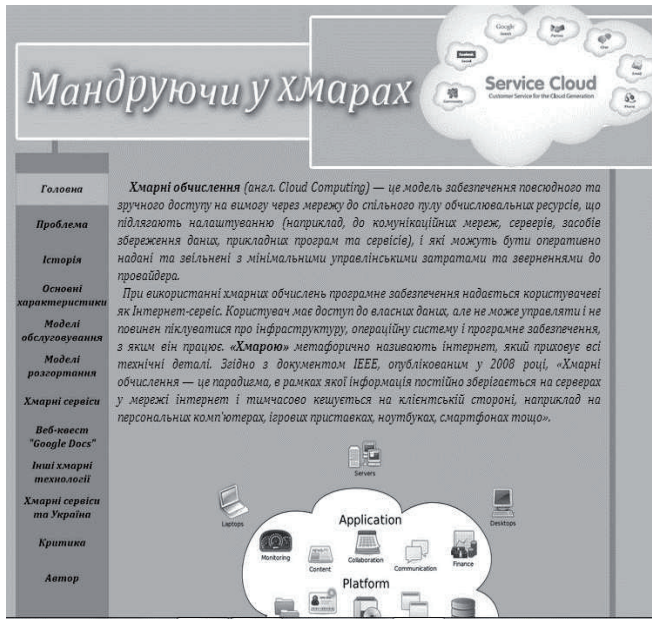 Мандруючи у хмарах
Google
Search
Partner
Chat
Facebook
Email
Community
Phone
Service Cloud
Customer Service for the Cloud Generation
Головна
Проблема
Історія
Основні
характеристики
Моделі
обслуговування
Моделі
розгортання
Хмарні сервіси
Веб-квест
"Google Docs"
Інші хмарні
технології
Хмарні сервіси
та Україна
Критика
Автор
Хмарні обчислення (англ. Cloud Computing) — це модель забезпечення повсюдного та
зручного доступу на вимогу через мережу до спільного пулу обчислювальних ресурсів, що
підлягають налаштуванню (наприклад, до комунікаційних мереж, серверів, засобів
збереження даних, прикладних програм та сервісів), і які можуть бути оперативно
надані та звільнені з мінімальними управлінськими затратами та зверненнями до
провайдера.
При використанні хмарних обчислень програмне забезпечення надається користувачеві
як Інтернет-сервіс. Користувач має доступ до власних даних, але не може управляти і не
повинен піклуватися про інфраструктуру, операційну систему і програмне забезпечення,
з яким він працює. «Хмарою» метафорично називають інтернет, який приховує всі
технічні деталі. Згідно з документом IEEE, опублікованим у 2008 році, «Хмарні
обчислення — це парадигма, в рамках якої інформація постійно зберігається на серверах
у мережі інтернет і тимчасово кешується на клієнтській стороні, наприклад на
персональних комп'ютерах, ігрових приставках, ноутбуках, смартфонах тощо».
Servers
Laptops
Desktops
Application
Monitoring
Content
Collaboration
Communication
Finance
Platform